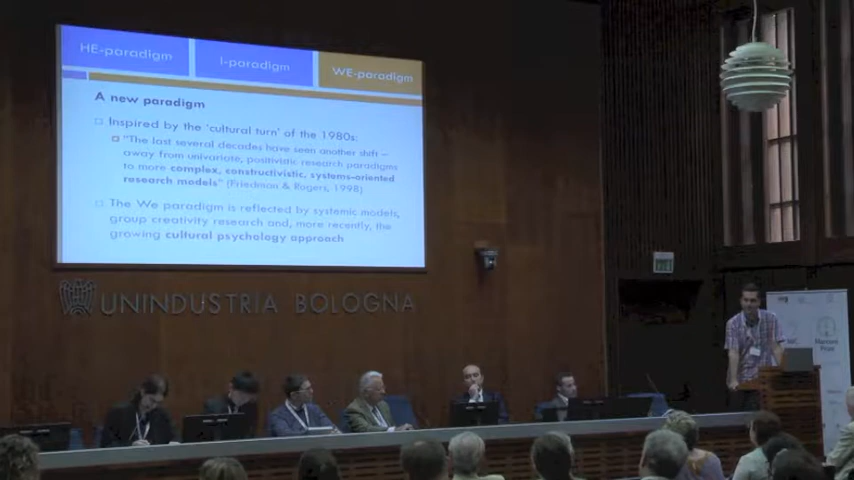 HE-paradigm
I-paradigm
WE-paradigm
A new paradigm
Inspired by the 'cultural turn' of the 1980s:
"The last several decades have seen another shift –
away from univariate, positivistic research paradigms
to more complex, constructivistic, systems-oriented
research models" (Friedman & Rogers, 1998)
The We paradigm is reflected by systemic models,
group creativity research and, more recently, the
growing cultural psychology approach
UNINDUSTRIA BOLOGNA
Marconi
Prize